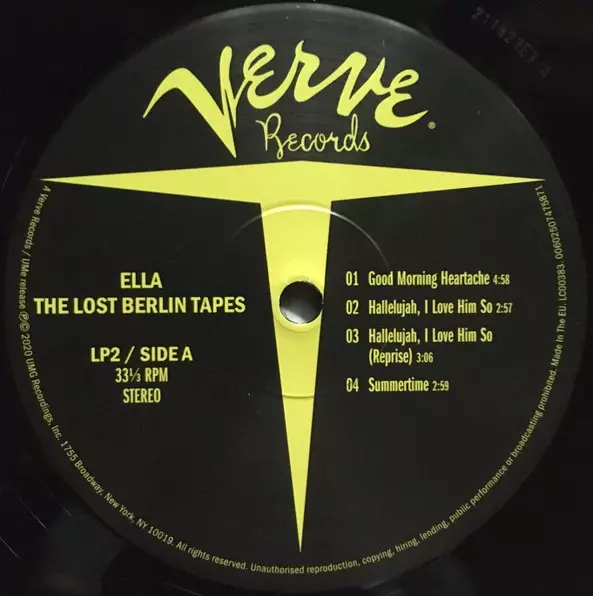 VERVE
Records
ELLA
THE LOST BERLIN TAPES
LP2 / SIDE A
33⅓ RPM
STEREO
01 Good Morning Heartache 4:58
02 Hallelujah, I Love Him So 2:57
03 Hallelujah, I Love Him So
(Reprise) 3:06
04 Summertime 2:59
A Verve Records / UMe release ℗© 2020 UMG Recordings, Inc. 1755 Broadway, New York, NY 10019. All rights reserved. Unauthorised reproduction, copying, hiring, lending, public performance or broadcasting prohibited. Made In The EU. LC00383. 00602507475871